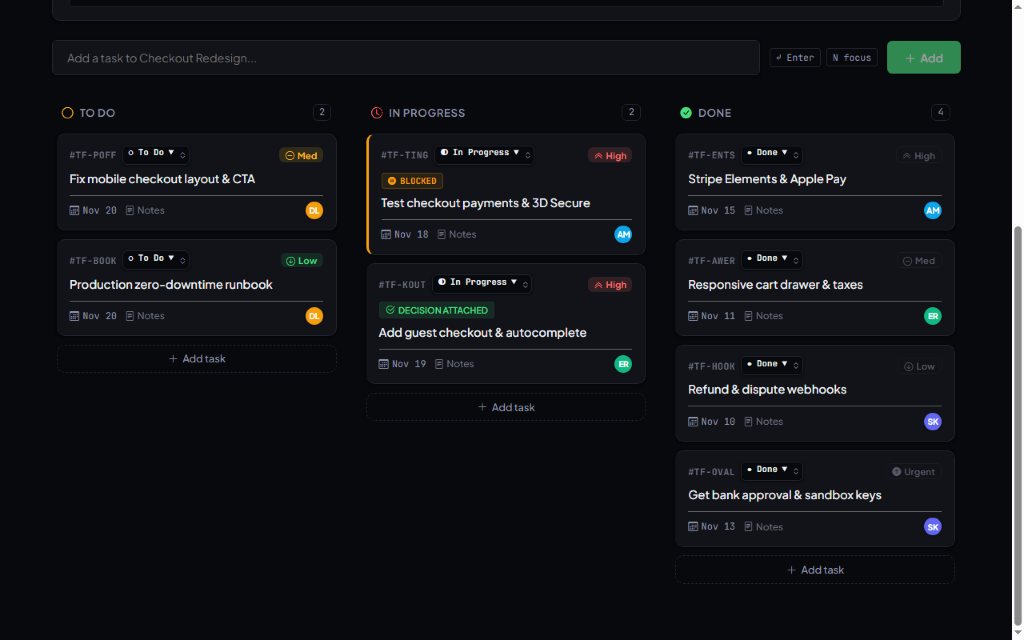 Add a task to Checkout Redesign...
↵ Enter
N focus
+ Add
TO DO
2
#TF-POFF
○ To Do ▼
Med
Fix mobile checkout layout & CTA
Nov 20
Notes
DL
#TF-BOOK
○ To Do ▼
Low
Production zero-downtime runbook
Nov 20
Notes
DL
+ Add task
IN PROGRESS
2
#TF-TING
◐ In Progress ▼
High
BLOCKED
Test checkout payments & 3D Secure
Nov 18
Notes
AM
#TF-KOUT
◐ In Progress ▼
High
DECISION ATTACHED
Add guest checkout & autocomplete
Nov 19
Notes
ER
+ Add task
DONE
4
#TF-ENTS
● Done ▼
High
Stripe Elements & Apple Pay
Nov 15
Notes
AM
#TF-AWER
● Done ▼
Med
Responsive cart drawer & taxes
Nov 11
Notes
ER
#TF-HOOK
● Done ▼
Low
Refund & dispute webhooks
Nov 10
Notes
SK
#TF-OVAL
● Done ▼
Urgent
Get bank approval & sandbox keys
Nov 13
Notes
SK
+ Add task